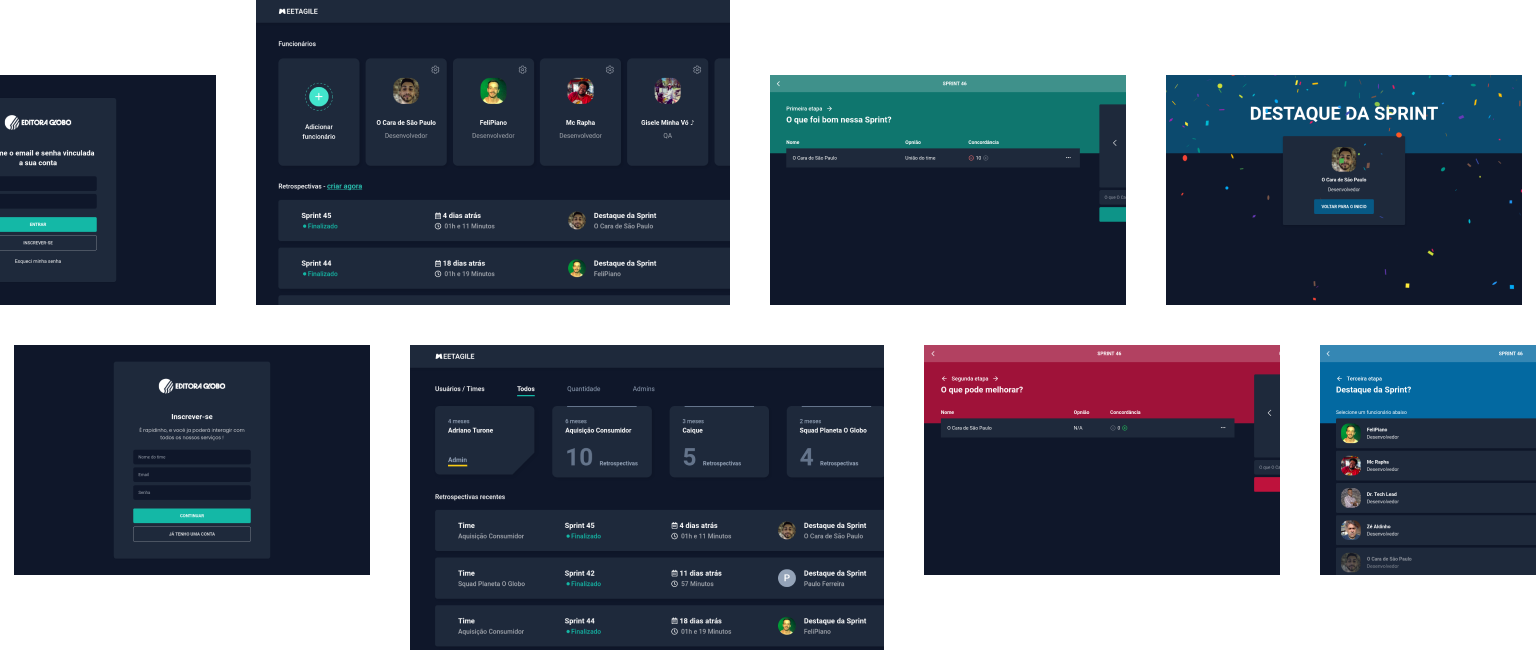 EDITORA GLOBO
me o email e senha vinculada
a sua conta
ENTRAR
INSCREVER-SE
Esqueci minha senha
MEETAGILE
Funcionários
Adicionar
funcionário
O Cara de São Paulo
Desenvolvedor
FeliPiano
Desenvolvedor
Mc Rapha
Desenvolvedor
Gisele Minha Vó ♪
QA
Retrospectivas - criar agora
Sprint 45
Finalizado
4 dias atrás
01h e 11 Minutos
Destaque da Sprint
O Cara de São Paulo
Sprint 44
Finalizado
18 dias atrás
01h e 19 Minutos
Destaque da Sprint
FeliPiano
SPRINT 46
Primeira etapa →
O que foi bom nessa Sprint?
Nome Opnião Concordância
O Cara de São Paulo União do time 10 ...
O que O Ca
DESTAQUE DA SPRINT
O Cara de São Paulo
Desenvolvedor
VOLTAR PARA O INICIO
EDITORA GLOBO
Inscrever-se
É rapidinho, e você já poderá interagir com
todos os nossos serviços !
Nome do time
Email
Senha
CONTINUAR
JÁ TENHO UMA CONTA
MEETAGILE
Usuários / Times Todos Quantidade Admins
4 meses
Adriano Turone
Admin
6 meses
Aquisição Consumidor
10 Retrospectivas
3 meses
Caique
5 Retrospectivas
2 meses
Squad Planeta O Globo
4 Retrospectivas
Retrospectivas recentes
Time
Aquisição Consumidor
Sprint 45
Finalizado
4 dias atrás
01h e 11 Minutos
Destaque da Sprint
O Cara de São Paulo
Time
Squad Planeta O Globo
Sprint 42
Finalizado
11 dias atrás
57 Minutos
P
Destaque da Sprint
Paulo Ferreira
Time
Aquisição Consumidor
Sprint 44
Finalizado
18 dias atrás
01h e 19 Minutos
Destaque da Sprint
FeliPiano
SPRINT 46
← Segunda etapa →
O que pode melhorar?
Nome Opnião Concordância
O Cara de São Paulo N/A 0 ...
O que O Ca
SPRINT 46
← Terceira etapa
Destaque da Sprint?
Selecione um funcionário abaixo
FeliPiano
Desenvolvedor
Mc Rapha
Desenvolvedor
Dr. Tech Lead
Desenvolvedor
Zé Aldinho
Desenvolvedor
O Cara de São Paulo
Desenvolvedor